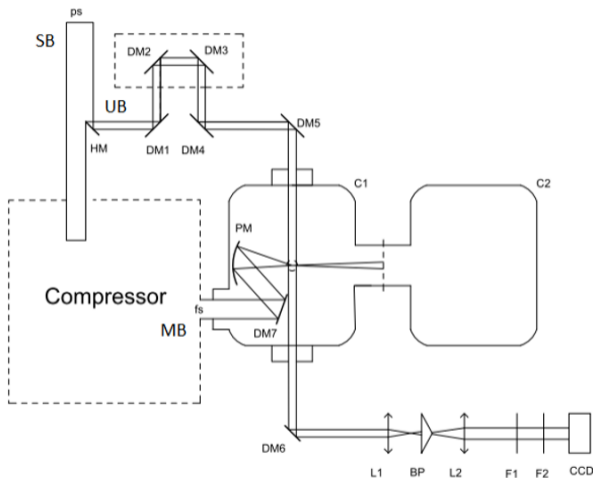 ps
SB
DM2
DM3
UB
HM
DM1
DM4
DM5
C1
C2
PM
Compressor
fs
MB
DM7
DM6
L1
BP
L2
F1
F2
CCD